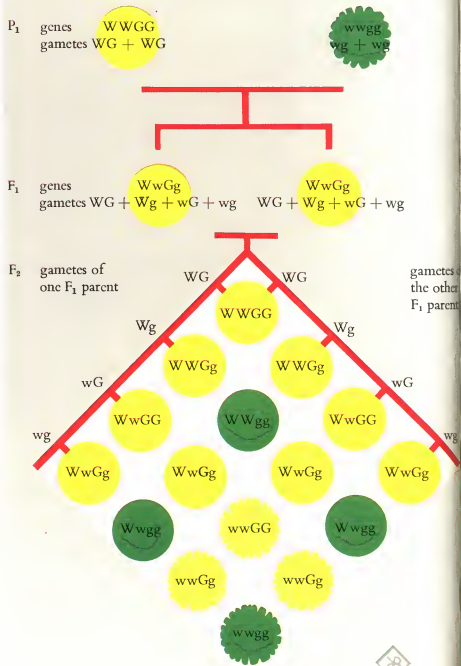 P1 genes WWGG wwgg
gametes WG + WG wg + wg
F1 genes WwGg WwGg
gametes WG + Wg + wG + wg WG + Wg + wG + wg
F2 gametes of
one F1 parent
gametes
the other
F1 parent
WG WG
WWGG
Wg Wg
WWGg WWGg
wG wG
WwGG WWgg WwGG
wg wg
WwGg WwGg WwGg WwGg
Wwgg wwGG Wwgg
wwGg wwGg
wwgg